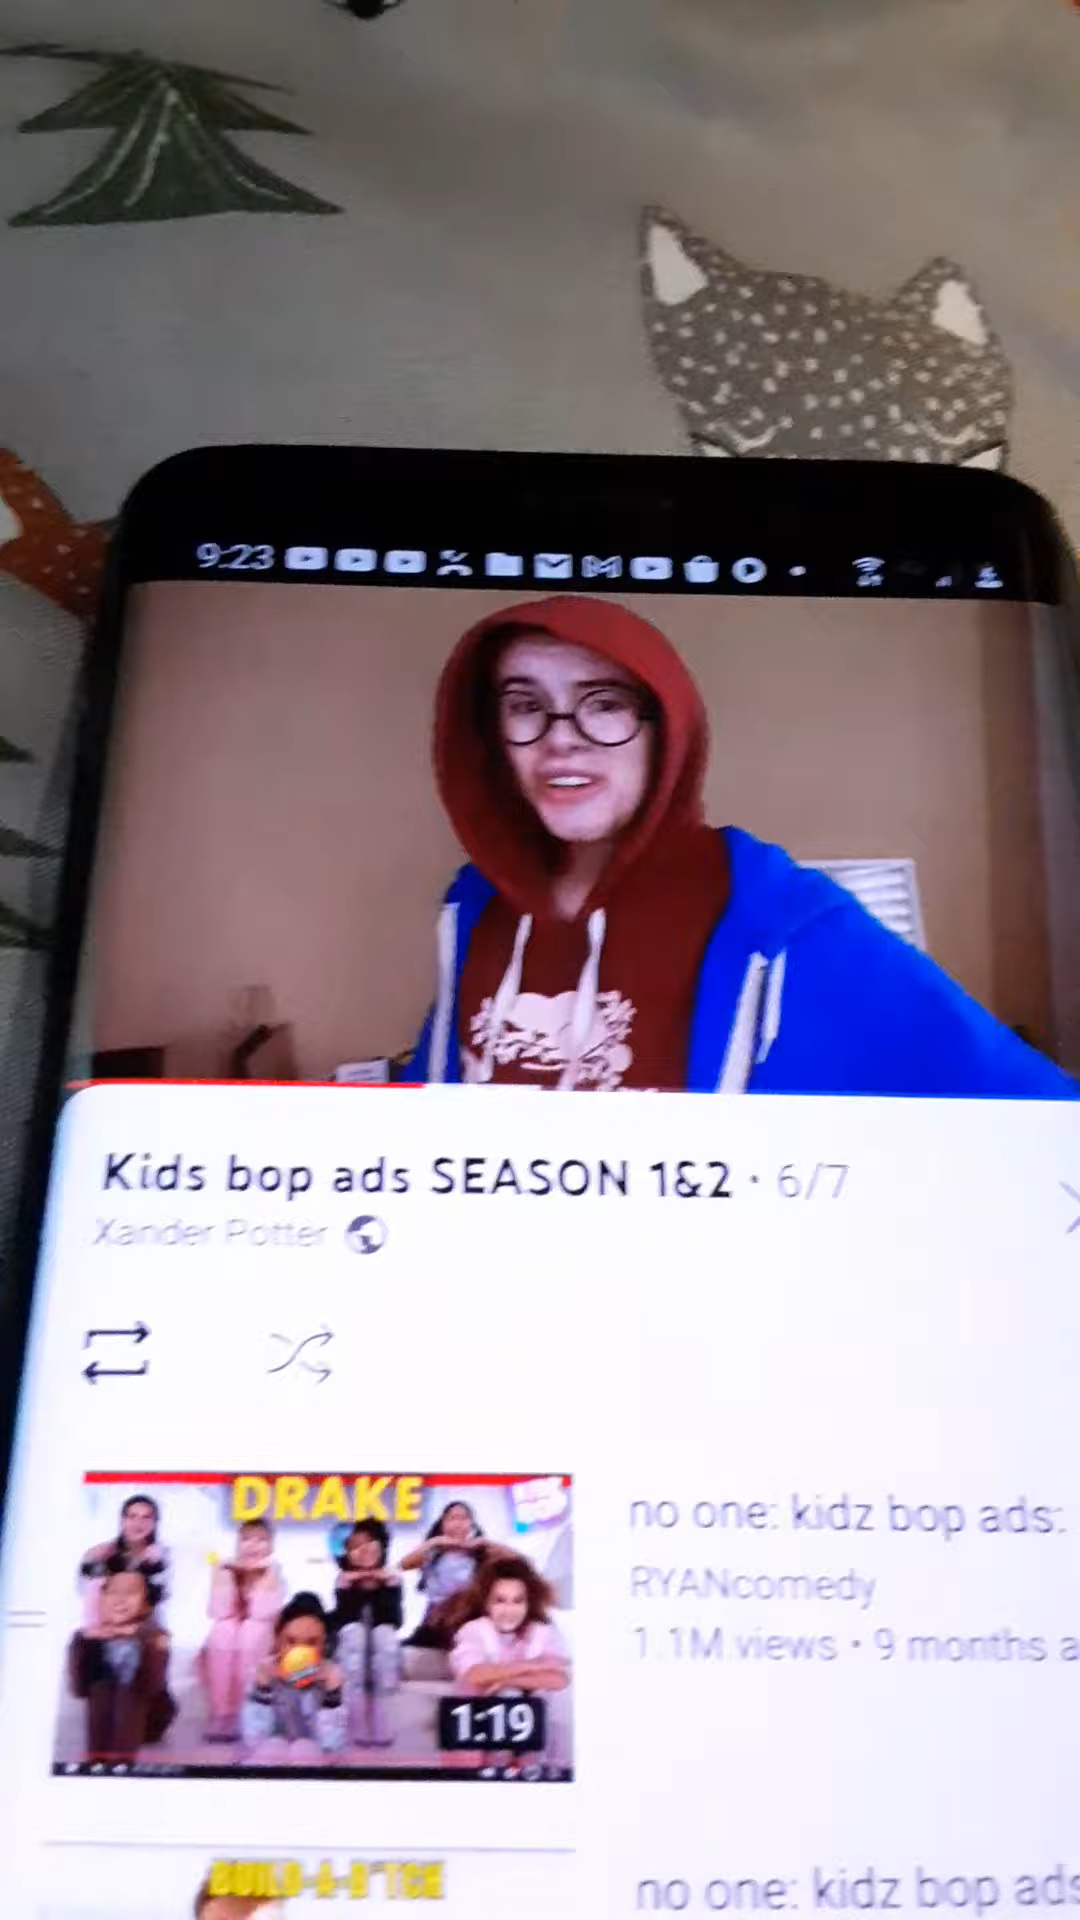 9:23
Kids bop ads SEASON 1&2 · 6/7
Xander Potter
DRAKE
1:19
no one: kidz bop ads:
RYANcomedy
1.1M views · 9 months a
BUILD-A-B*TCH
no one: kidz bop ads